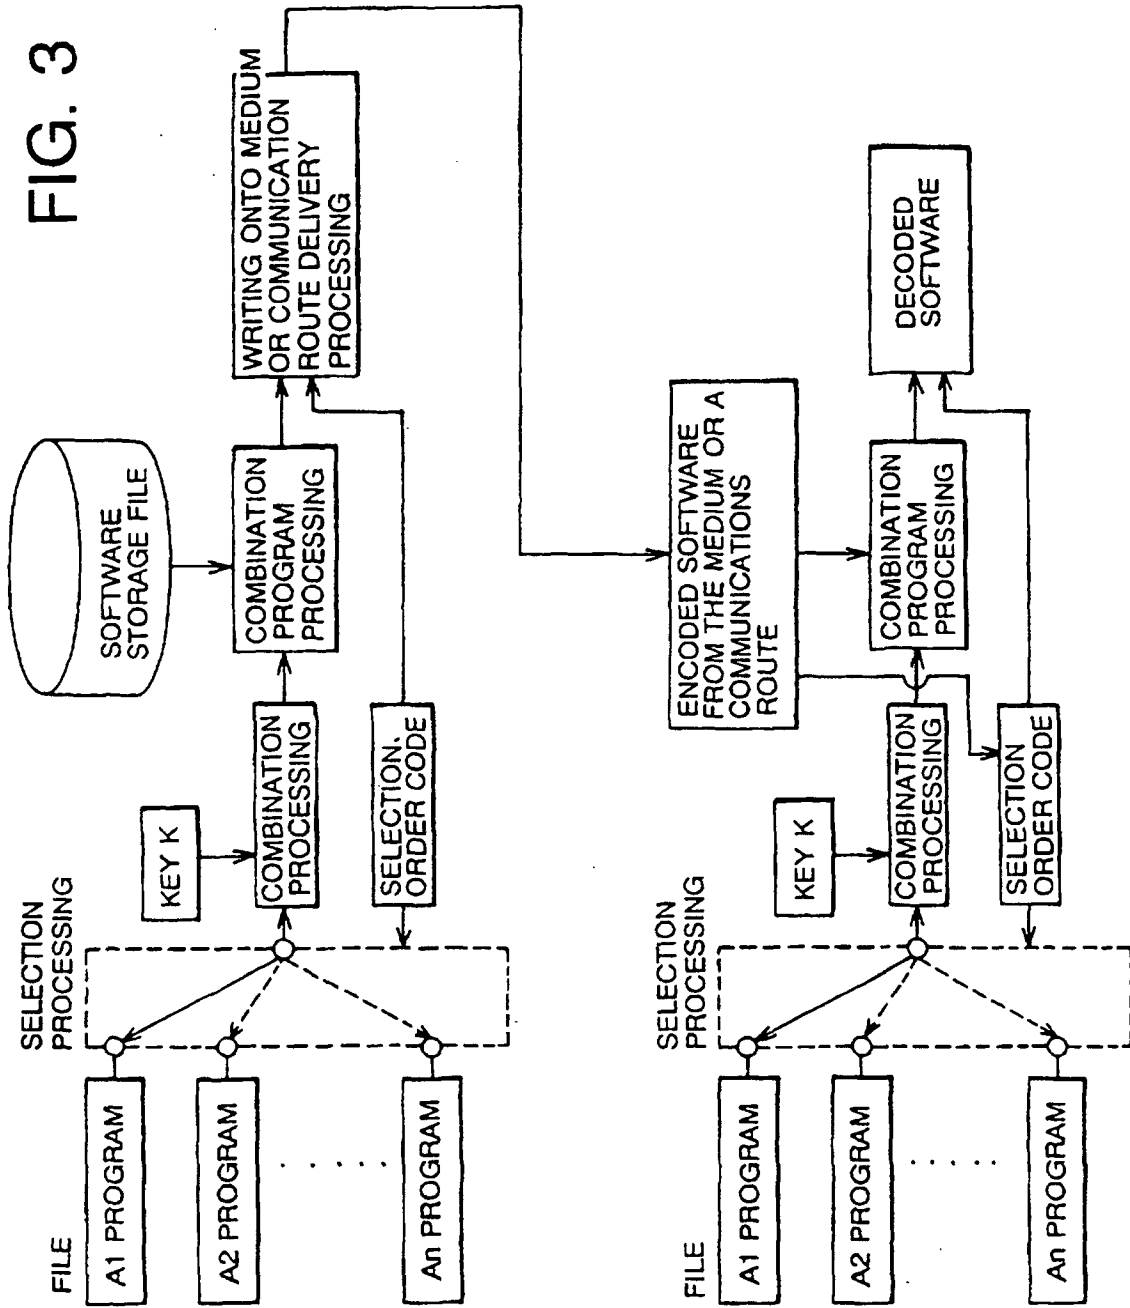 FIG. 3
FILE
A1 PROGRAM
A2 PROGRAM
An PROGRAM
SELECTION
PROCESSING
KEY K
COMBINATION
PROCESSING
SELECTION
ORDER CODE
SOFTWARE
STORAGE FILE
COMBINATION
PROGRAM
PROCESSING
WRITING ONTO MEDIUM
OR COMMUNICATION
ROUTE DELIVERY
PROCESSING
FILE
A1 PROGRAM
A2 PROGRAM
An PROGRAM
SELECTION
PROCESSING
KEY K
COMBINATION
PROCESSING
SELECTION
ORDER CODE
ENCODED SOFTWARE
FROM THE MEDIUM OR A
COMMUNICATIONS
ROUTE
COMBINATION
PROGRAM
PROCESSING
DECODED
SOFTWARE